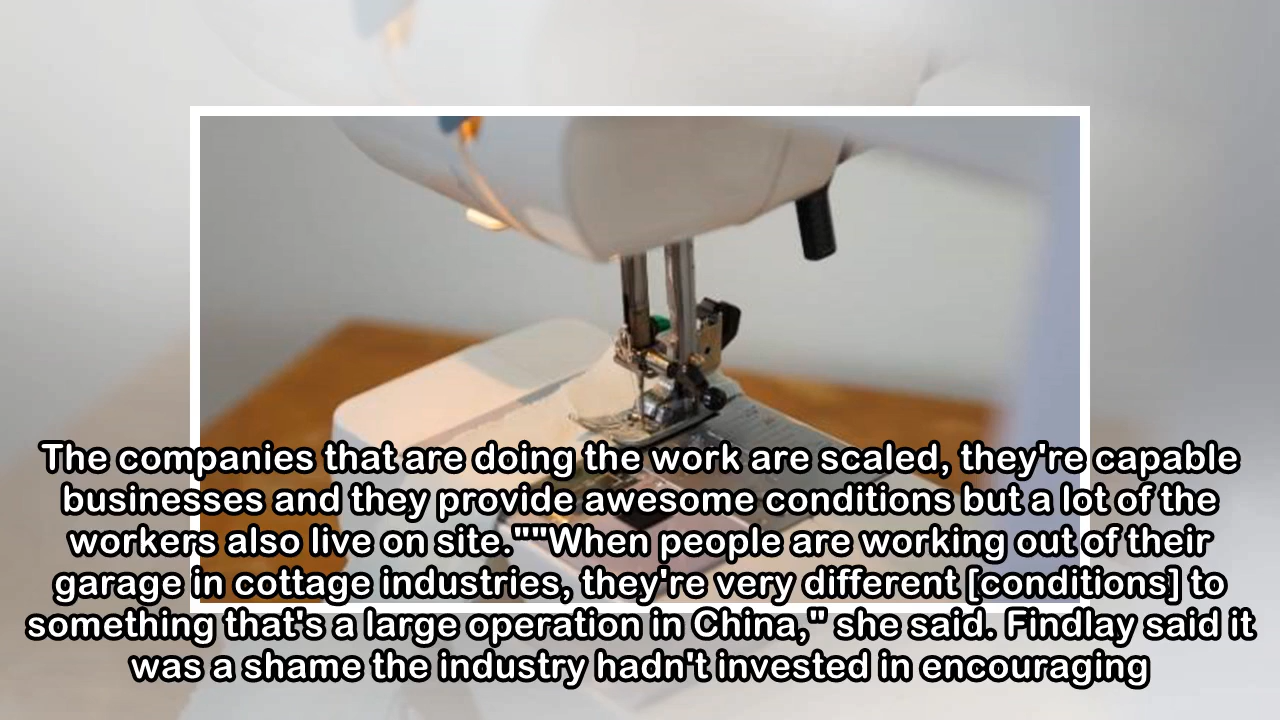 The companies that are doing the work are scaled, they're capable
businesses and they provide awesome conditions but a lot of the
workers also live on site.""When people are working out of their
garage in cottage industries, they're very different [conditions] to
something that's a large operation in China," she said. Findlay said it
was a shame the industry hadn't invested in encouraging